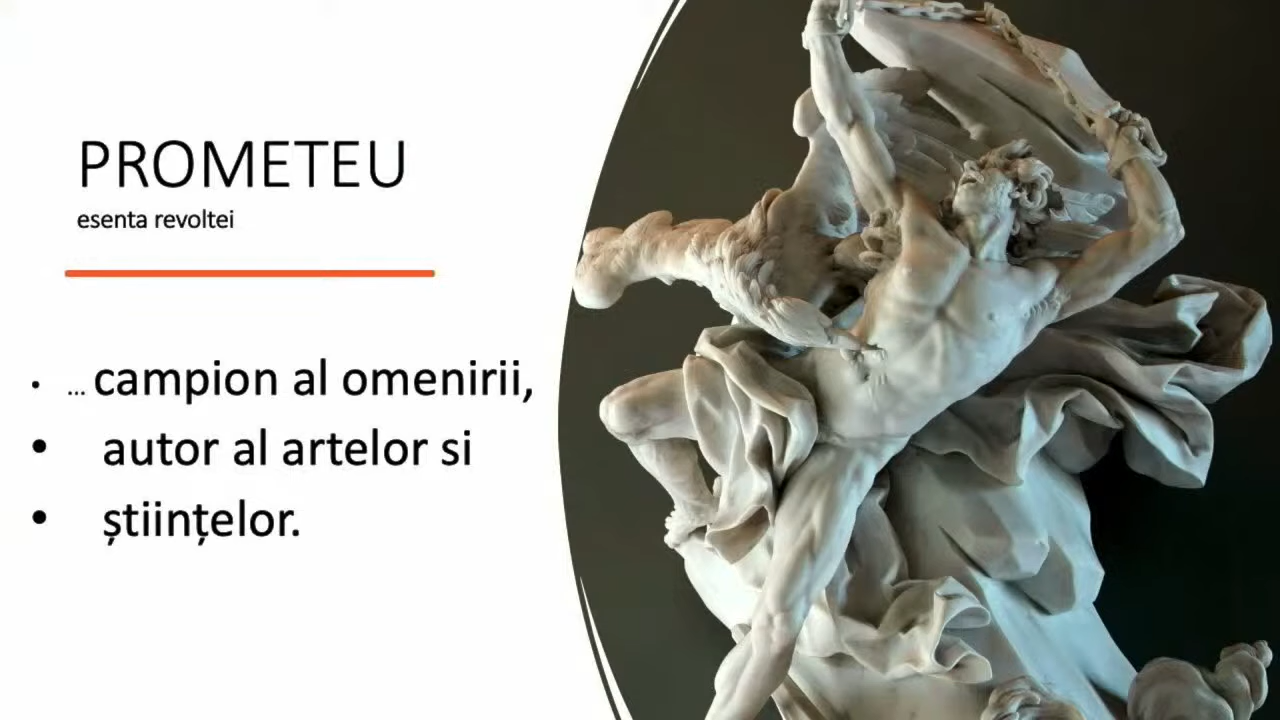 PROMETEU
esenta revoltei
• ... campion al omenirii,
• autor al artelor si
• științelor.